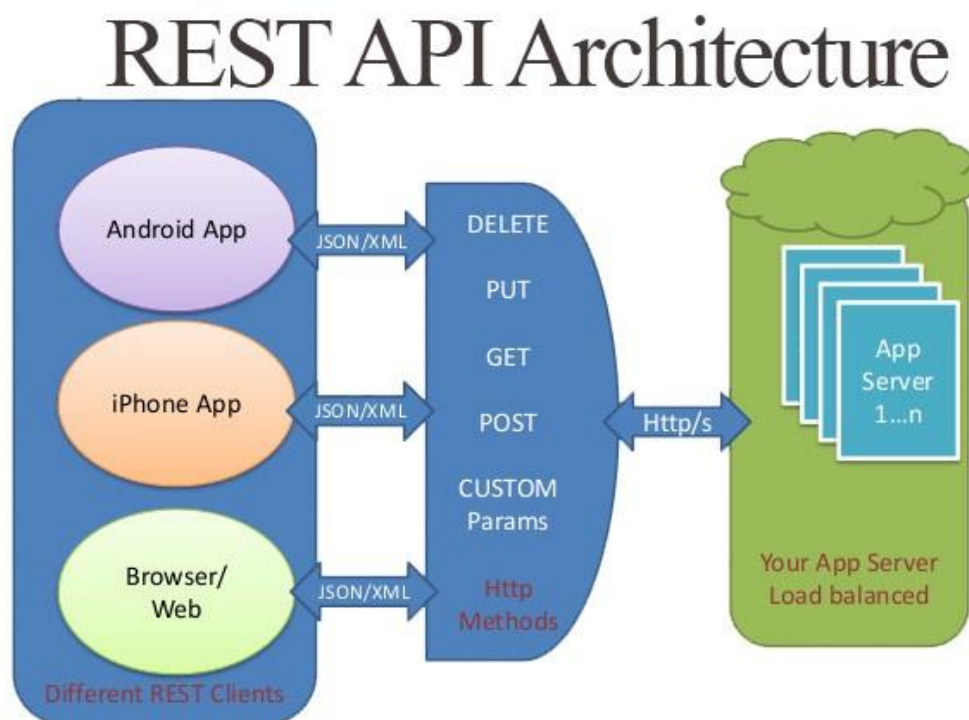 REST API Architecture
Android App
iPhone App
Browser/
Web
Different REST Clients
JSON/XML
JSON/XML
JSON/XML
DELETE
PUT
GET
POST
CUSTOM
Params
Http
Methods
Http/s
App
Server
1...n
Your App Server
Load balanced